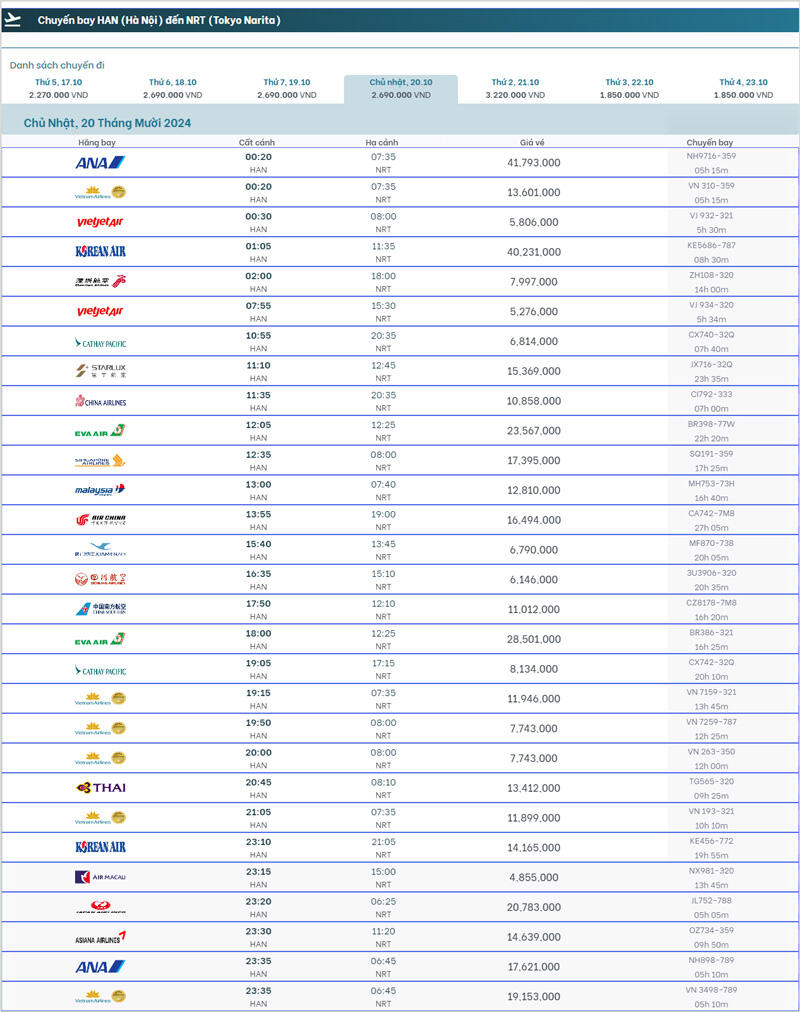 Chuyến bay HAN (Hà Nội) đến NRT (Tokyo Narita)
Danh sách chuyến đi
Thứ 5, 17.10 Thứ 6, 18.10 Thứ 7, 19.10 Chủ nhật, 20.10 Thứ 2, 21.10 Thứ 3, 22.10 Thứ 4, 23.10
2.270.000 VND 2.690.000 VND 2.690.000 VND 2.690.000 VND 3.220.000 VND 1.850.000 VND 1.850.000 VND
Chủ Nhật, 20 Tháng Mười 2024
Hãng bay Cất cánh Hạ cánh Giá vé Chuyến bay
ANA 00:20 07:35 41,793,000 NH9716-359
HAN NRT 05h 15m
Vietnam Airlines 00:20 07:35 13,601,000 VN 310-359
HAN NRT 05h 15m
vietjetAir 00:30 08:00 5,806,000 VJ 932-321
HAN NRT 5h 30m
KOREAN AIR 01:05 11:35 40,231,000 KE5686-787
HAN NRT 08h 30m
02:00 18:00 7,997,000 ZH108-320
HAN NRT 14h 00m
vietjetAir 07:55 15:30 5,276,000 VJ 934-320
HAN NRT 5h 34m
CATHAY PACIFIC 10:55 20:35 6,814,000 CX740-32Q
HAN NRT 07h 40m
STARLUX 11:10 12:45 15,369,000 JX716-32Q
HAN NRT 23h 35m
CHINA AIRLINES 11:35 20:35 10,858,000 CI792-333
HAN NRT 07h 00m
EVA AIR 12:05 12:25 23,567,000 BR398-77W
HAN NRT 22h 20m
SINGAPORE AIRLINES 12:35 08:00 17,395,000 SQ191-359
HAN NRT 17h 25m
malaysia 13:00 07:40 12,810,000 MH753-73H
HAN NRT 16h 40m
AIR CHINA 13:55 19:00 16,494,000 CA742-7M8
HAN NRT 27h 05m
15:40 13:45 6,790,000 MF870-738
HAN NRT 20h 05m
四川航空 16:35 15:10 6,146,000 3U3906-320
HAN NRT 20h 35m
中国南方航空 17:50 12:10 11,012,000 CZ8178-7M8
HAN NRT 16h 20m
EVA AIR 18:00 12:25 28,501,000 BR386-321
HAN NRT 16h 25m
CATHAY PACIFIC 19:05 17:15 8,134,000 CX742-32Q
HAN NRT 20h 10m
Vietnam Airlines 19:15 07:35 11,946,000 VN 7159-321
HAN NRT 13h 45m
Vietnam Airlines 19:50 08:00 7,743,000 VN 7259-787
HAN NRT 12h 25m
Vietnam Airlines 20:00 08:00 7,743,000 VN 263-350
HAN NRT 12h 00m
THAI 20:45 08:10 13,412,000 TG565-320
HAN NRT 09h 25m
Vietnam Airlines 21:05 07:35 11,899,000 VN 193-321
HAN NRT 10h 10m
KOREAN AIR 23:10 21:05 14,165,000 KE456-772
HAN NRT 19h 55m
AIR MACAU 23:15 15:00 4,855,000 NX981-320
HAN NRT 13h 45m
JAPAN AIRLINES 23:20 06:25 20,783,000 JL752-788
HAN NRT 05h 05m
ASIANA AIRLINES 23:30 11:20 14,639,000 OZ734-359
HAN NRT 09h 50m
ANA 23:35 06:45 17,621,000 NH898-789
HAN NRT 05h 10m
Vietnam Airlines 23:35 06:45 19,153,000 VN 3498-789
HAN NRT 05h 10m